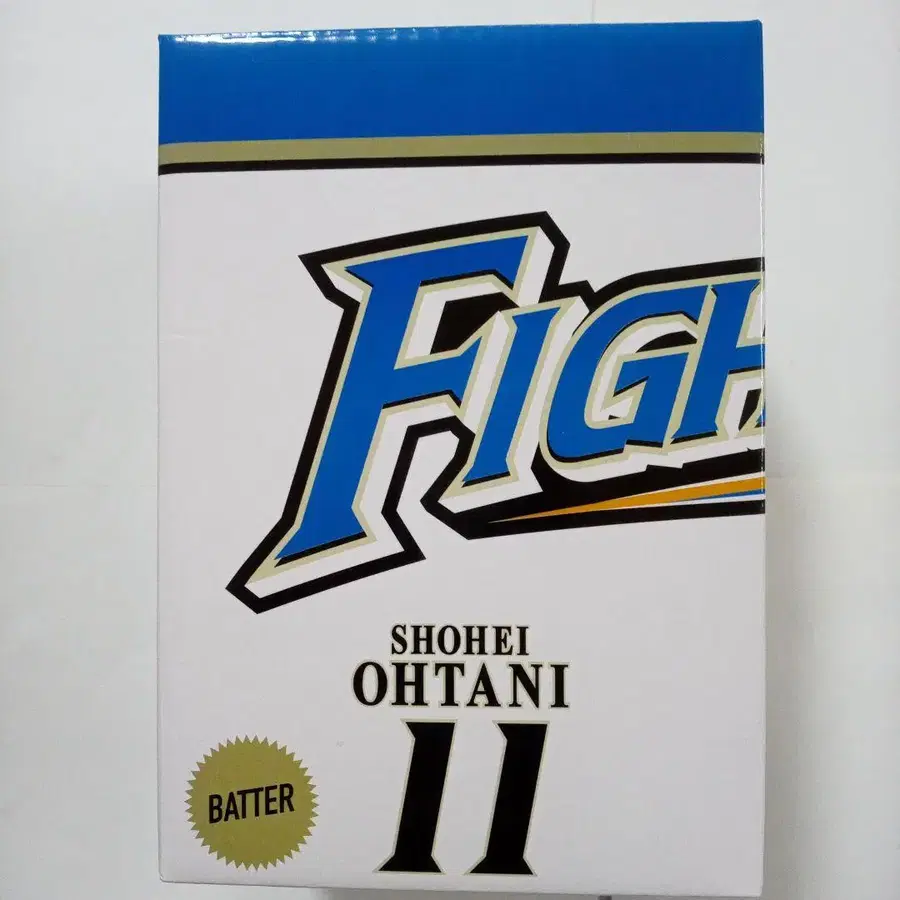 FIGH
SHOHEI
OHTANI
11
BATTER